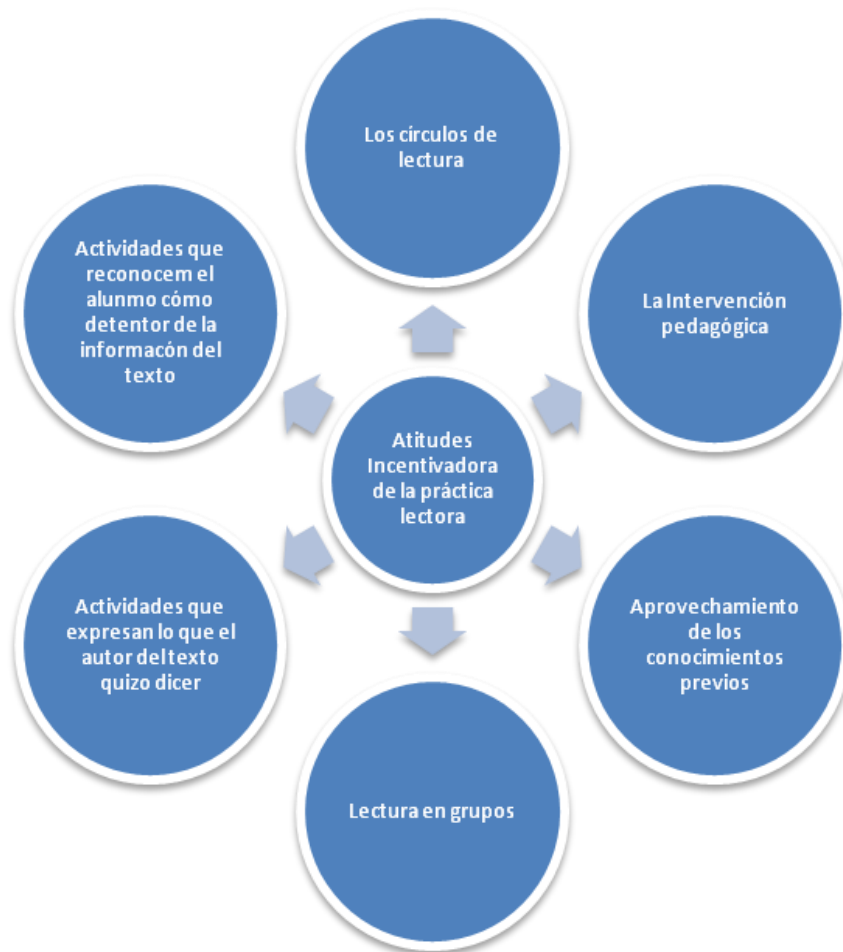 Los círculos de
lectura
Actividades que
reconocem el
alunmo cómo
detentor de la
informacón del
texto
La Intervención
pedagógica
Atitudes
Incentivadora
de la práctica
lectora
Actividades que
expresan lo que el
autor del texto
quizo dicer
Aprovechamiento
de los
conocimientos
previos
Lectura en grupos